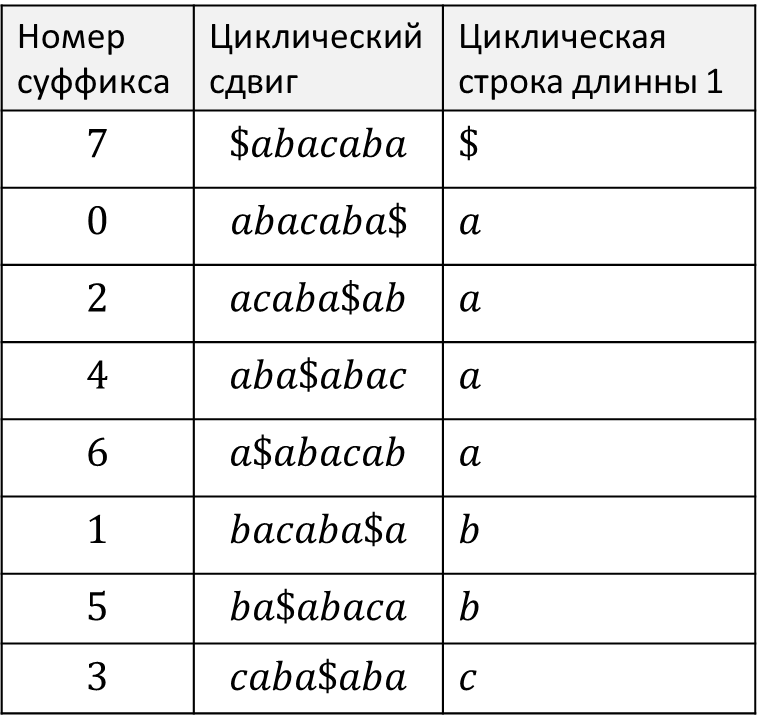 Номер суффикса | Циклический сдвиг | Циклическая строка длинны 1
7 | $abacaba | $
0 | abacaba$ | a
2 | acaba$ab | a
4 | aba$abac | a
6 | a$abacab | a
1 | bacaba$a | b
5 | ba$abaca | b
3 | caba$aba | c